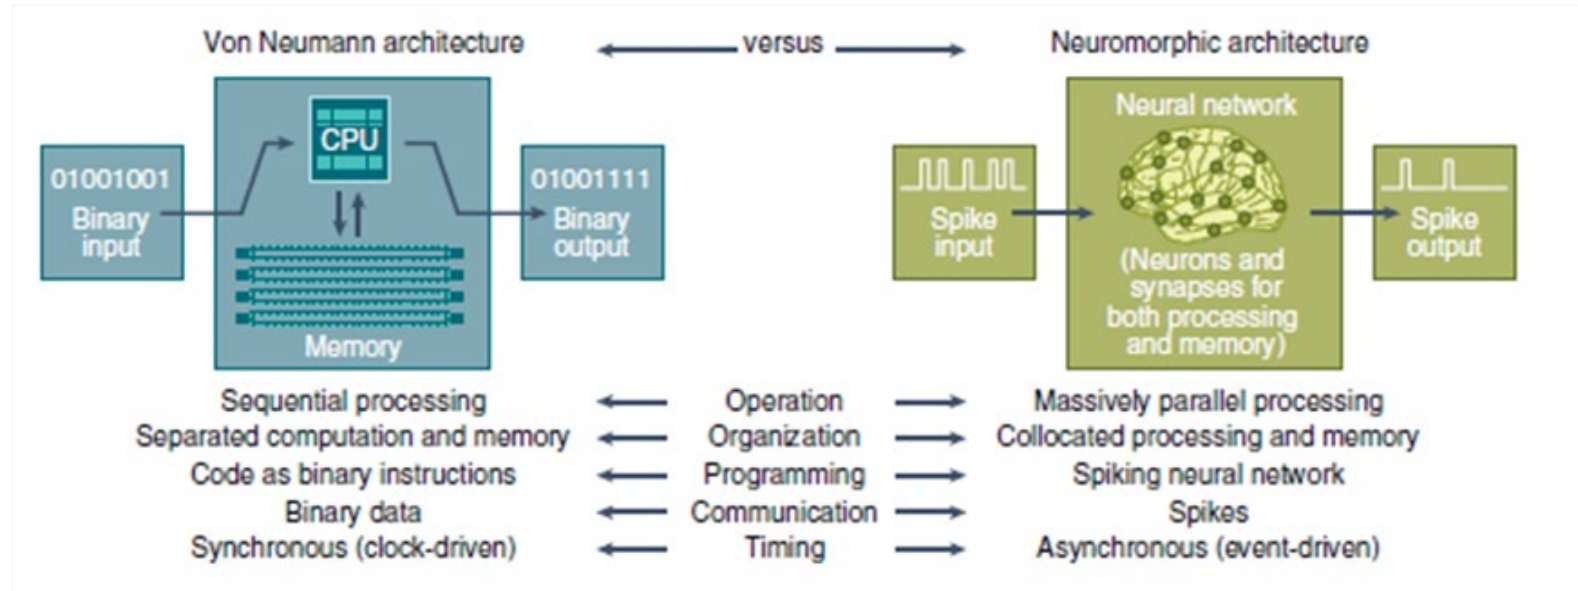 Von Neumann architecture versus Neuromorphic architecture
CPU
01001001
Binary
input
Memory
01001111
Binary
output
Spike
input
Neural network
(Neurons and
synapses for
both processing
and memory)
Spike
output
Sequential processing Operation Massively parallel processing
Separated computation and memory Organization Collocated processing and memory
Code as binary instructions Programming Spiking neural network
Binary data Communication Spikes
Synchronous (clock-driven) Timing Asynchronous (event-driven)